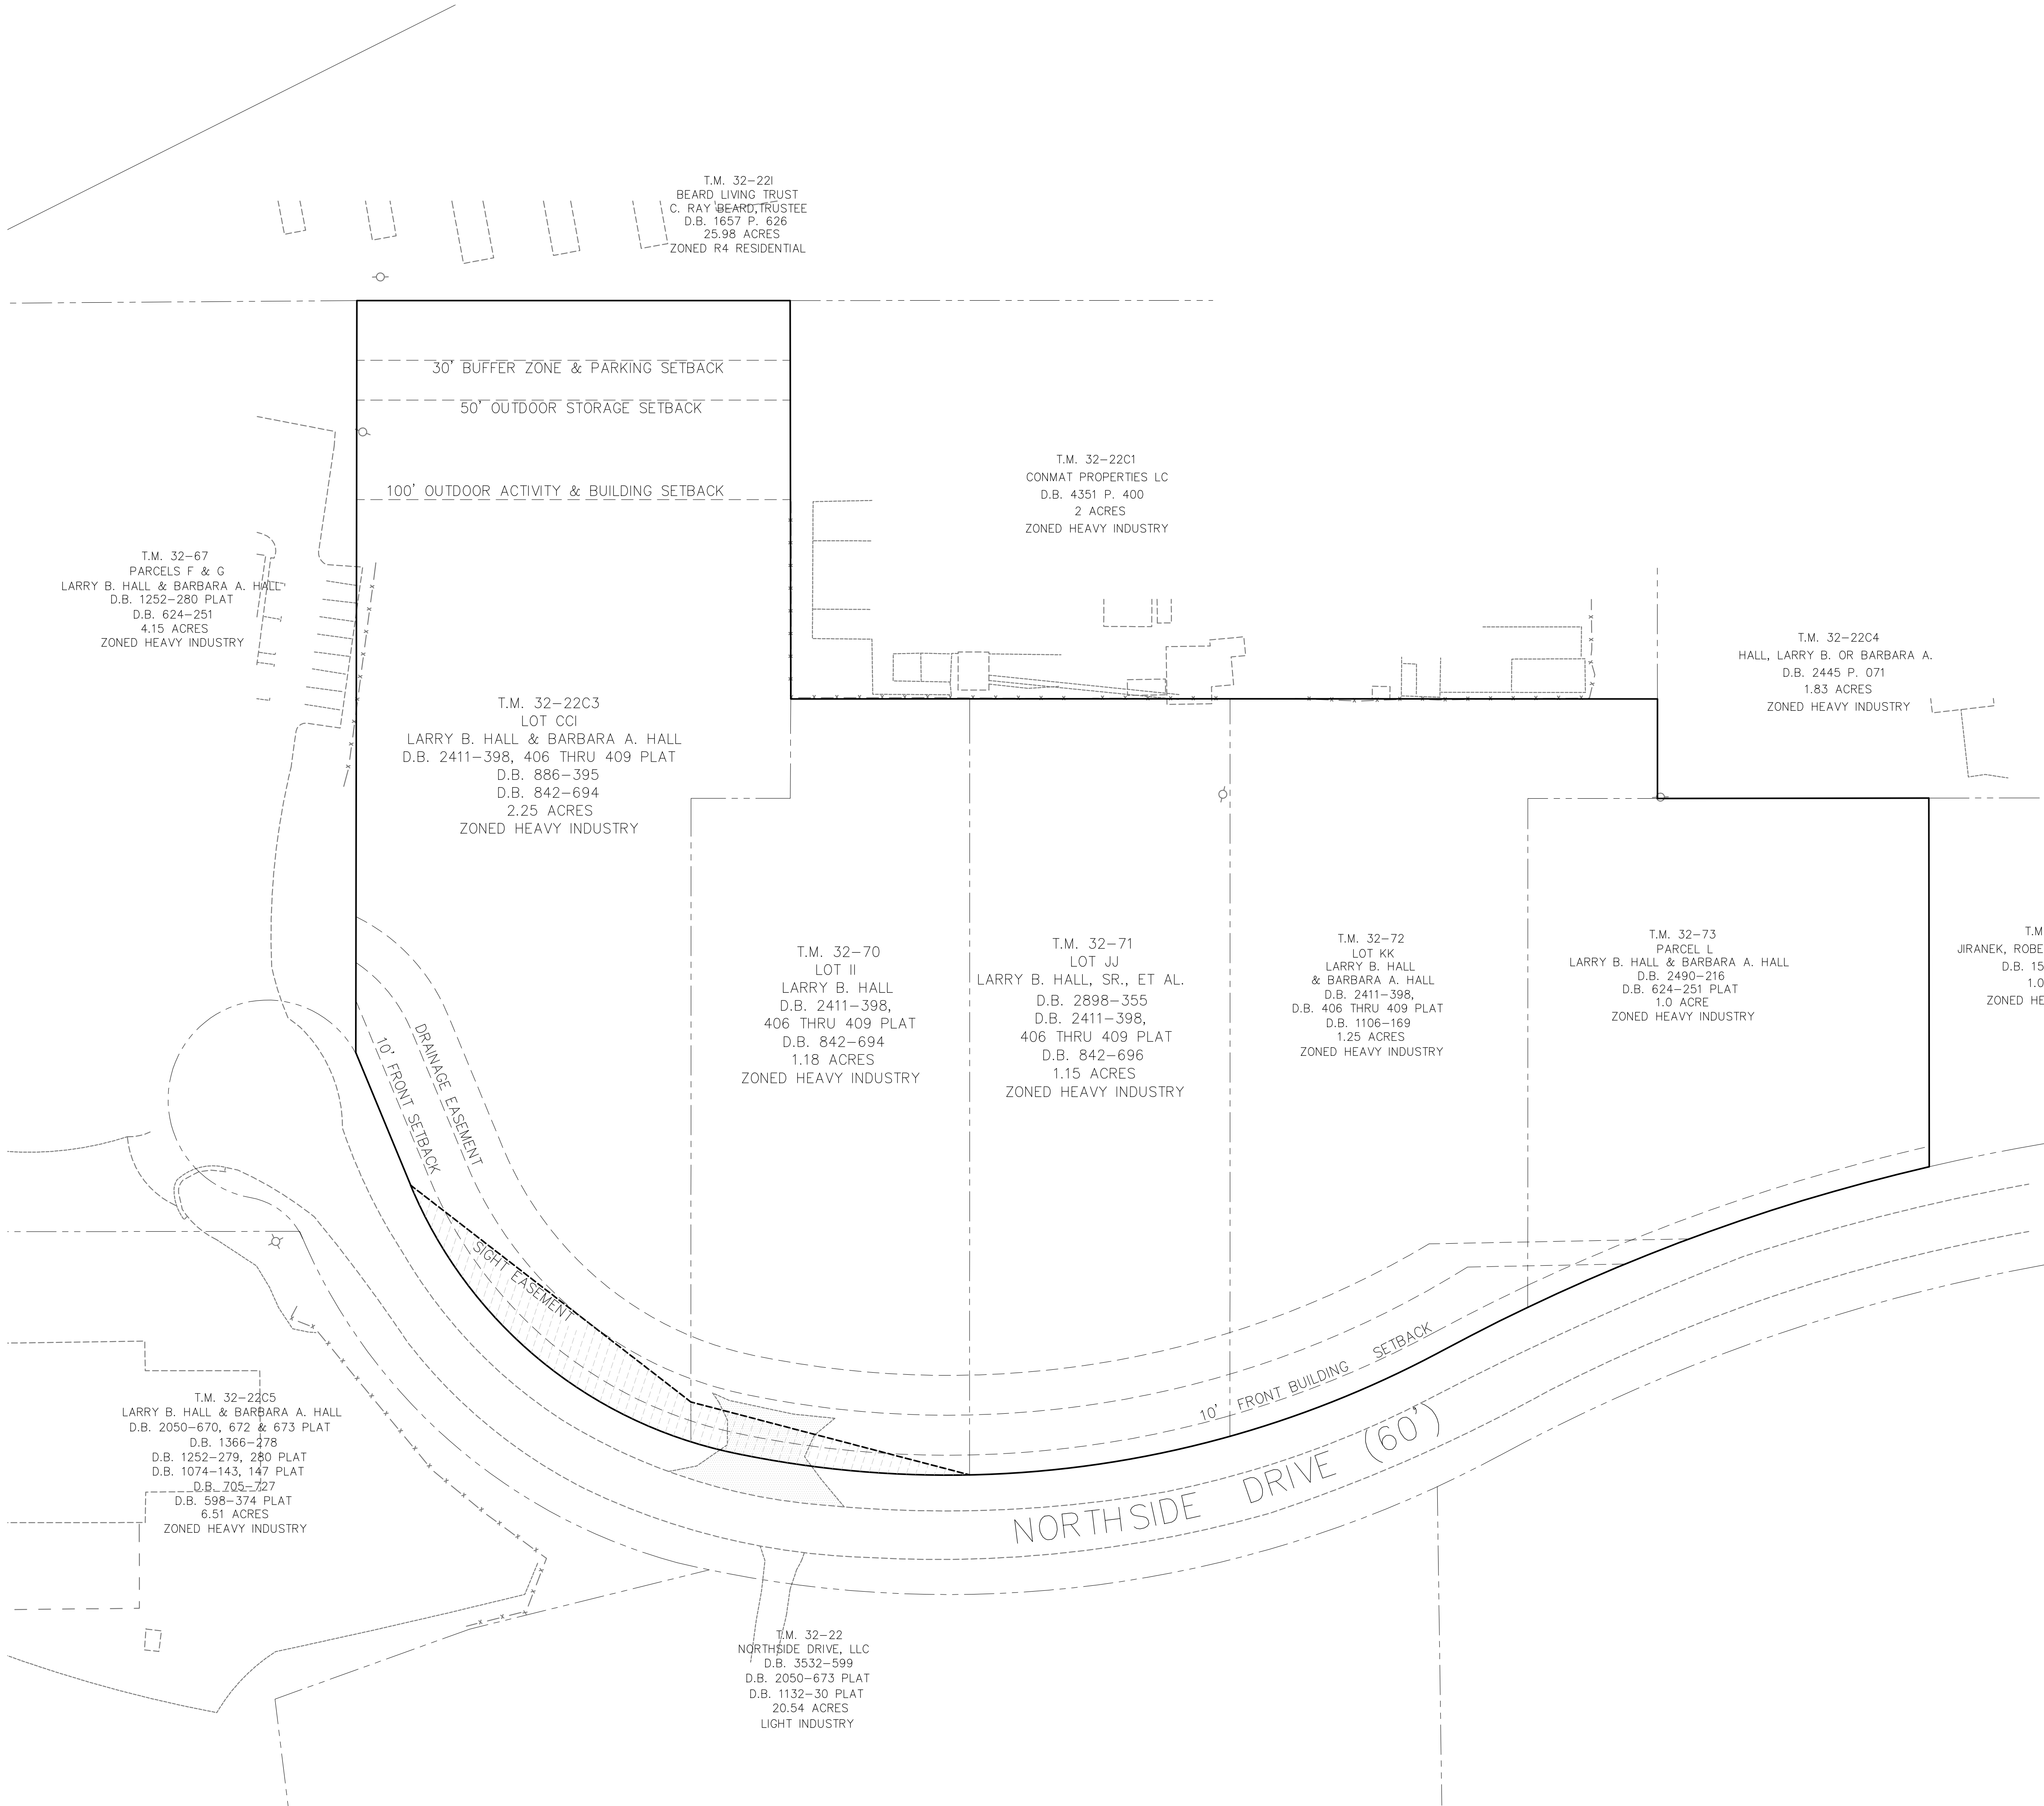 T.M. 32-22I
BEARD LIVING TRUST
C. RAY BEARD, TRUSTEE
D.B. 1657 P. 626
25.98 ACRES
ZONED R4 RESIDENTIAL
30' BUFFER ZONE & PARKING SETBACK
50' OUTDOOR STORAGE SETBACK
100' OUTDOOR ACTIVITY & BUILDING SETBACK
T.M. 32-22C1
CONMAT PROPERTIES LC
D.B. 4351 P. 400
2 ACRES
ZONED HEAVY INDUSTRY
T.M. 32-67
PARCELS F & G
LARRY B. HALL & BARBARA A. HALL
D.B. 1252-280 PLAT
D.B. 624-251
4.15 ACRES
ZONED HEAVY INDUSTRY
T.M. 32-22C4
HALL, LARRY B. OR BARBARA A.
D.B. 2445 P. 071
1.83 ACRES
ZONED HEAVY INDUSTRY
T.M. 32-22C3
LOT CCI
LARRY B. HALL & BARBARA A. HALL
D.B. 2411-398, 406 THRU 409 PLAT
D.B. 886-395
D.B. 842-694
2.25 ACRES
ZONED HEAVY INDUSTRY
T.M. 32-70
LOT II
LARRY B. HALL
D.B. 2411-398,
406 THRU 409 PLAT
D.B. 842-694
1.18 ACRES
ZONED HEAVY INDUSTRY
T.M. 32-71
LOT JJ
LARRY B. HALL, SR., ET AL.
D.B. 2898-355
D.B. 2411-398,
406 THRU 409 PLAT
D.B. 842-696
1.15 ACRES
ZONED HEAVY INDUSTRY
T.M. 32-72
LOT KK
LARRY B. HALL
& BARBARA A. HALL
D.B. 2411-398,
D.B. 406 THRU 409 PLAT
D.B. 1106-169
1.25 ACRES
ZONED HEAVY INDUSTRY
T.M. 32-73
PARCEL L
LARRY B. HALL & BARBARA A. HALL
D.B. 2490-216
D.B. 624-251 PLAT
1.0 ACRE
ZONED HEAVY INDUSTRY
T.M
JIRANEK, ROBE
D.B. 15
1.0
ZONED HE
DRAINAGE EASEMENT
10' FRONT SETBACK
SIGHT EASEMENT
10' FRONT BUILDING SETBACK
NORTHSIDE DRIVE (60')
T.M. 32-22C5
LARRY B. HALL & BARBARA A. HALL
D.B. 2050-670, 672 & 673 PLAT
D.B. 1366-278
D.B. 1252-279, 280 PLAT
D.B. 1074-143, 147 PLAT
D.B. 705-727
D.B. 598-374 PLAT
6.51 ACRES
ZONED HEAVY INDUSTRY
T.M. 32-22
NORTHSIDE DRIVE, LLC
D.B. 3532-599
D.B. 2050-673 PLAT
D.B. 1132-30 PLAT
20.54 ACRES
LIGHT INDUSTRY